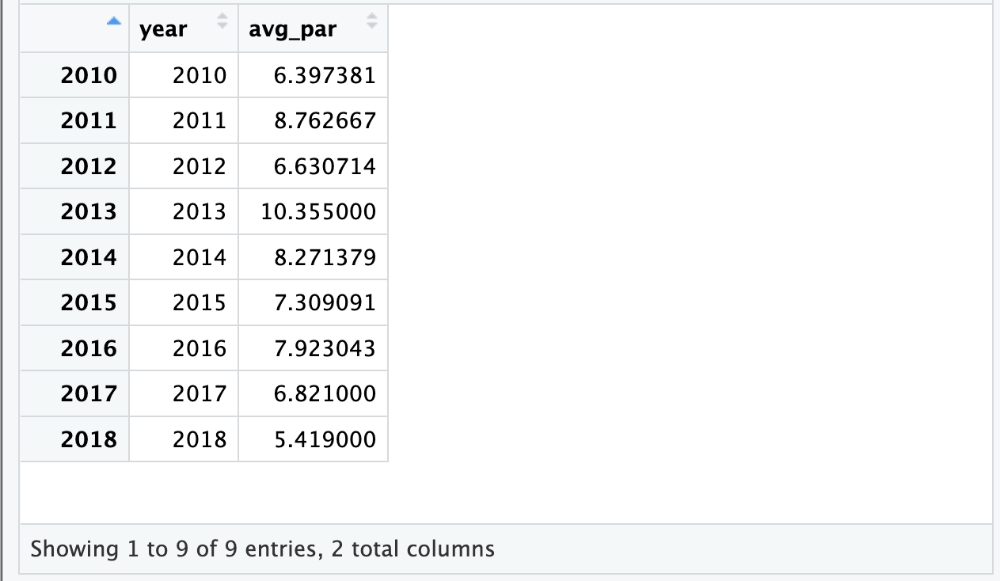 year avg_par
2010 2010 6.397381
2011 2011 8.762667
2012 2012 6.630714
2013 2013 10.355000
2014 2014 8.271379
2015 2015 7.309091
2016 2016 7.923043
2017 2017 6.821000
2018 2018 5.419000
Showing 1 to 9 of 9 entries, 2 total columns